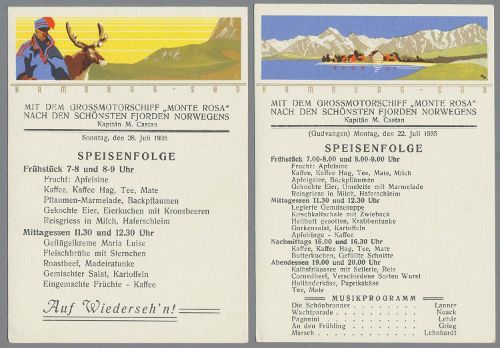 HAMBURG-SÜD
MIT DEM GROSSMOTORSCHIFF „MONTE ROSA"
NACH DEN SCHÖNSTEN FJORDEN NORWEGENS
Kapitän M. Castan
Sonntag, den 28. Juli 1935
SPEISENFOLGE
Frühstück 7-8 und 8-9 Uhr
Frucht: Apfelsine
Kaffee, Kaffee Hag, Tee, Mate
Pflaumen-Marmelade, Backpflaumen
Gekochte Eier, Eierkuchen mit Kronsbeeren
Reisgriess in Milch, Haferschleim
Mittagessen 11.30 und 12.30 Uhr
Geflügelkreme Maria Luise
Fleischbrühe mit Sternchen
Roastbeef, Madeiratunke
Gemischter Salat, Kartoffeln
Eingemachte Früchte - Kaffee
Auf Wiederseh'n!
HAMBURG-SÜD
MIT DEM GROSSMOTORSCHIFF „MONTE ROSA"
NACH DEN SCHÖNSTEN FJORDEN NORWEGENS
Kapitän M. Castan
(Gudvangen) Montag, den 22. Juli 1935
SPEISENFOLGE
Frühstück 7.00-8.00 und 8.00-9.00 Uhr
Frucht: Apfelsine
Kaffee, Kaffee Hag, Tee, Mate, Milch
Apfelgelee, Backpflaumen
Gekochte Eier, Omelette mit Marmelade
Reisgriess in Milch, Haferschleim
Mittagessen 11.30 und 12.30 Uhr
Legierte Gemüsesuppe
Kirschkaltschale mit Zwieback
Heilbutt gesotten, Krabbentunke
Gurkensalat, Kartoffeln
Apfelringe - Kaffee
Nachmittags 16.00 und 16.30 Uhr
Kaffee, Kaffee Hag, Tee, Mate
Butterkuchen, Gefüllte Schnitte
Abendessen 19.00 und 20.00 Uhr
Kalbsfrikassee mit Sellerie, Reis
Cornedbeef, Verschiedene Sorten Wurst
Holländerkäse, Paprikakäse
Tee, Mate
MUSIKPROGRAMM
Die Schönbrunner Lanner
Wachtparade Noack
Paganini Lehár
An den Frühling Grieg
Marsch Lehnhardt